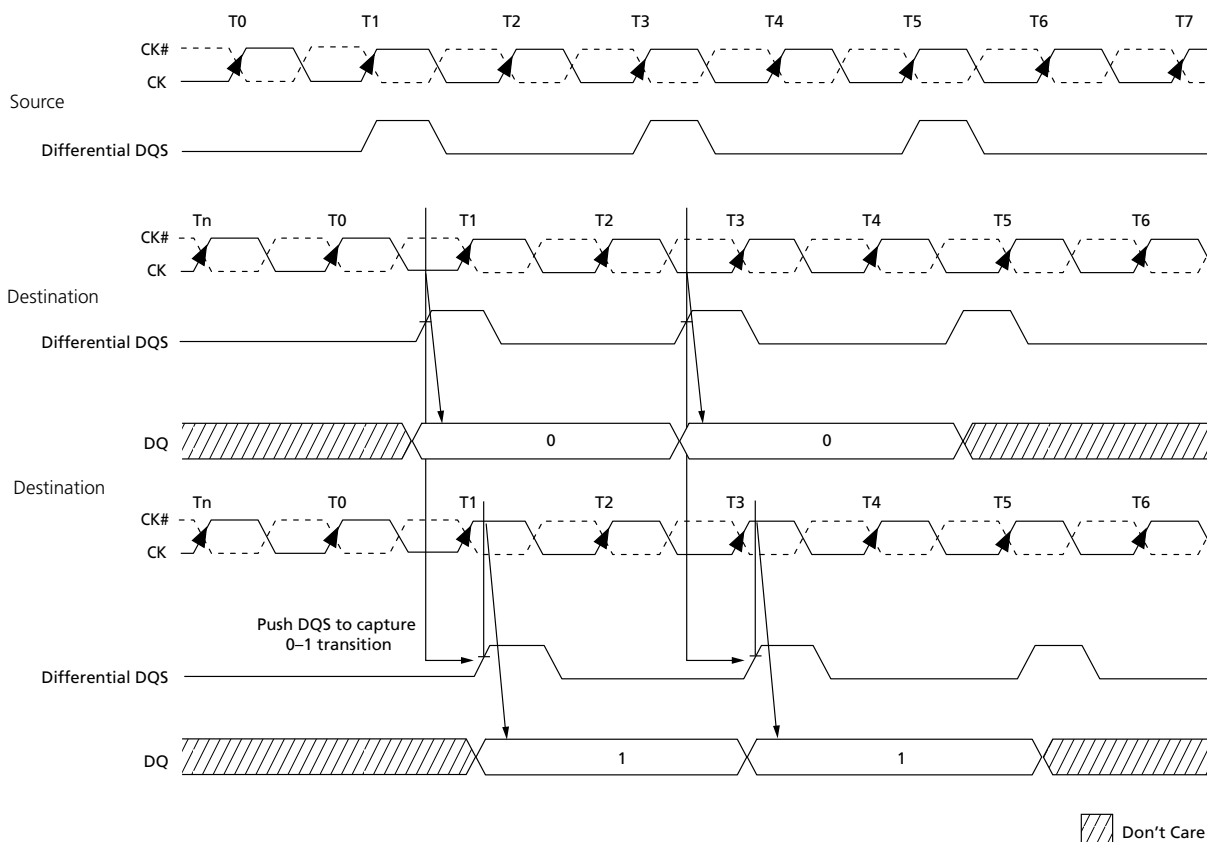 T0 T1 T2 T3 T4 T5 T6 T7
CK#
CK
Source
Differential DQS
Tn T0 T1 T2 T3 T4 T5 T6
CK#
CK
Destination
Differential DQS
DQ 0 0
Destination
Tn T0 T1 T2 T3 T4 T5 T6
CK#
CK
Push DQS to capture
0–1 transition
Differential DQS
DQ 1 1
Don't Care